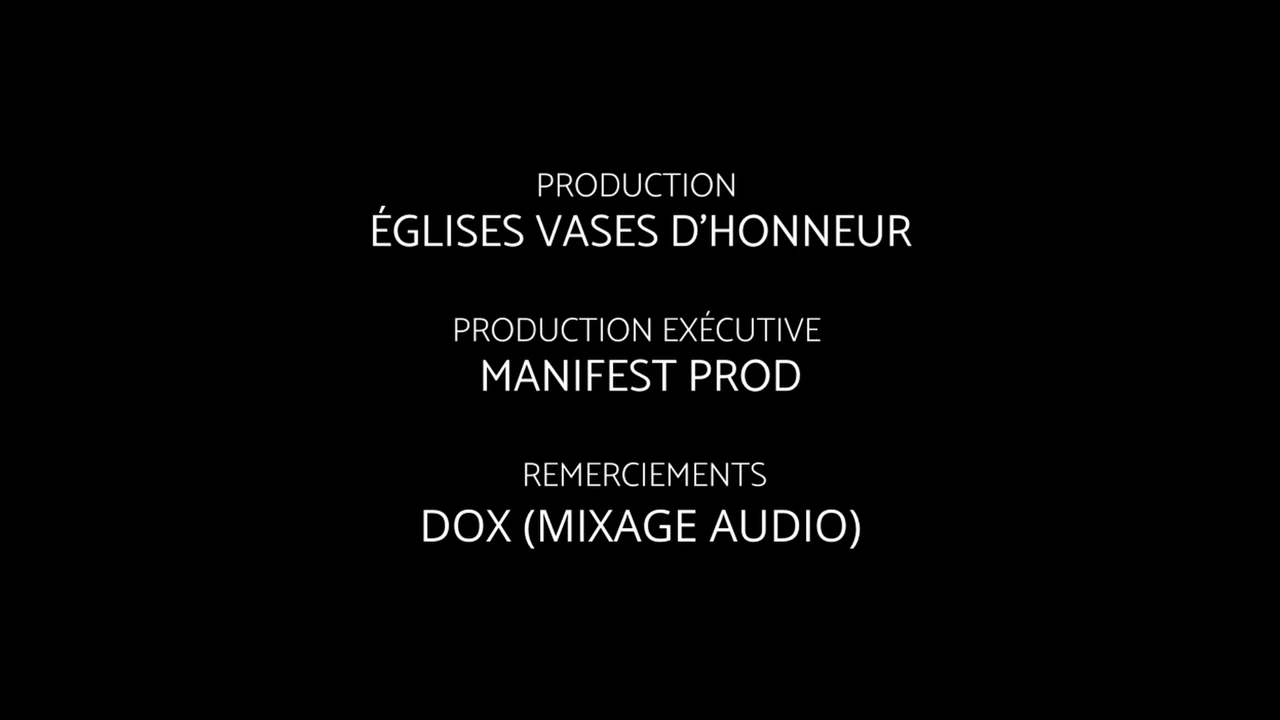 PRODUCTION
ÉGLISES VASES D’HONNEUR
PRODUCTION EXÉCUTIVE
MANIFEST PROD
REMERCIEMENTS
DOX (MIXAGE AUDIO)